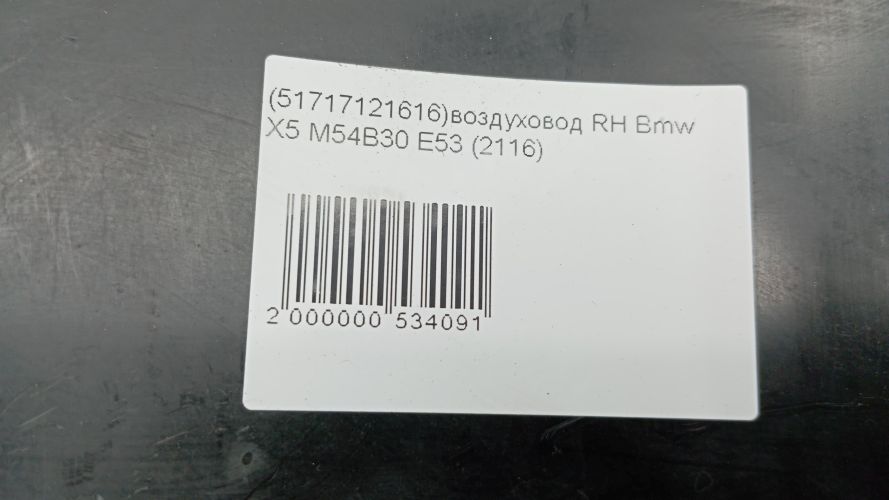 (51717121616)воздуховод RH Bmw
X5 M54B30 E53 (2116)
2 000000 534091